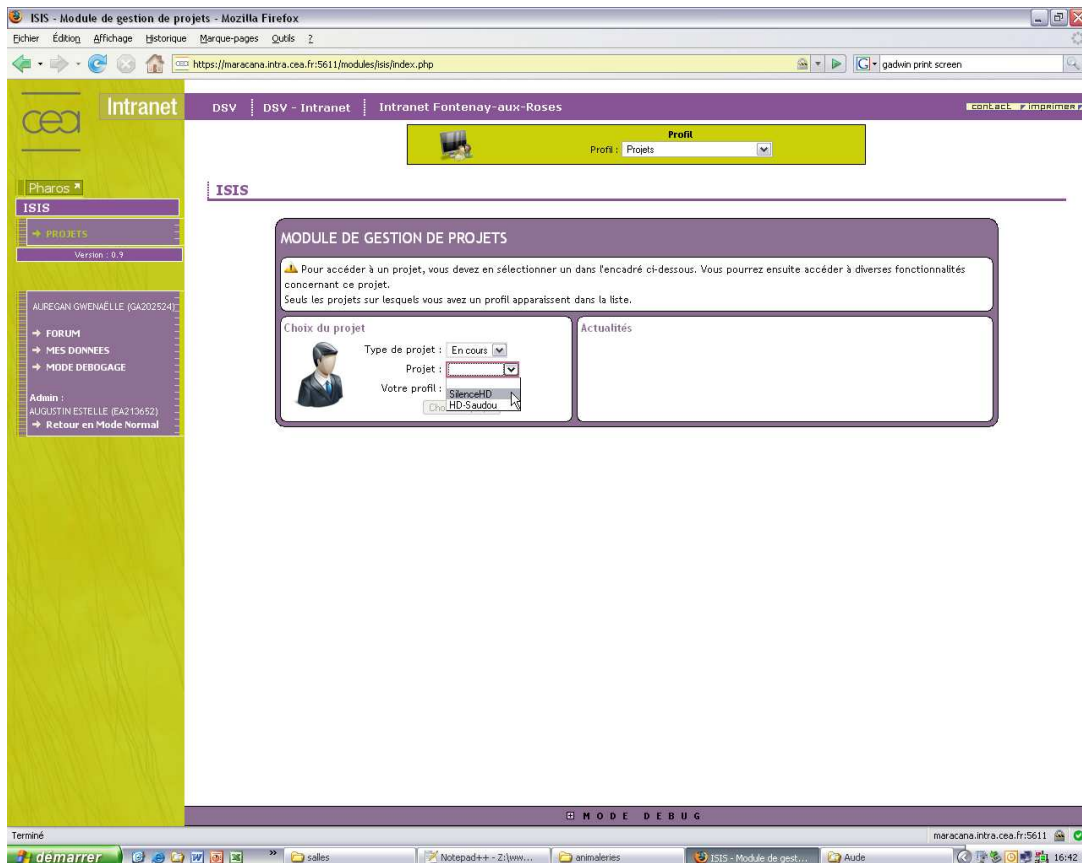 ISIS - Module de gestion de projets - Mozilla Firefox
Fichier Édition Affichage Historique Marque-pages Outils ?
https://maracana.intra.cea.fr:5611/modules/isis/index.php
gadwin print screen
cea Intranet
DSV DSV - Intranet Intranet Fontenay-aux-Roses
contact imprimer
Profil
Profil : Projets
Pharos
ISIS
ISIS
PROJETS
Version : 0.9
MODULE DE GESTION DE PROJETS
Pour accéder à un projet, vous devez en sélectionner un dans l'encadré ci-dessous. Vous pourrez ensuite accéder à diverses fonctionnalités
concernant ce projet.
Seuls les projets sur lesquels vous avez un profil apparaissent dans la liste.
AUREGAN GWENAËLLE (GA202524)
FORUM
MES DONNEES
MODE DEBOGAGE
Admin :
AUGUSTIN ESTELLE (EA213652)
Retour en Mode Normal
Choix du projet
Type de projet : En cours
Projet :
Votre profil :
SilenceHD
HD-Saudou
Cho
Actualités
MODE DEBUG
Terminé
maracana.intra.cea.fr:5611
démarrer
salles
Notepad++ - Z:\ww...
animaleries
ISIS - Module de gest...
Aude
16:42